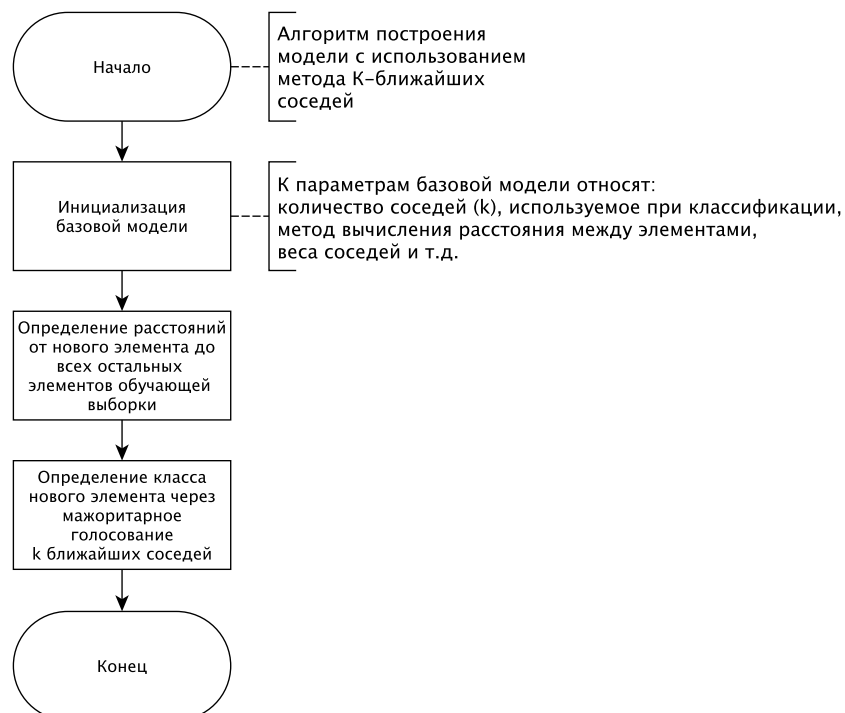 Начало
Алгоритм построения
модели с использованием
метода К-ближайших
соседей
Инициализация
базовой модели
К параметрам базовой модели относят:
количество соседей (k), используемое при классификации,
метод вычисления расстояния между элементами,
веса соседей и т.д.
Определение расстояний
от нового элемента до
всех остальных
элементов обучающей
выборки
Определение класса
нового элемента через
мажоритарное
голосование
k ближайших соседей
Конец